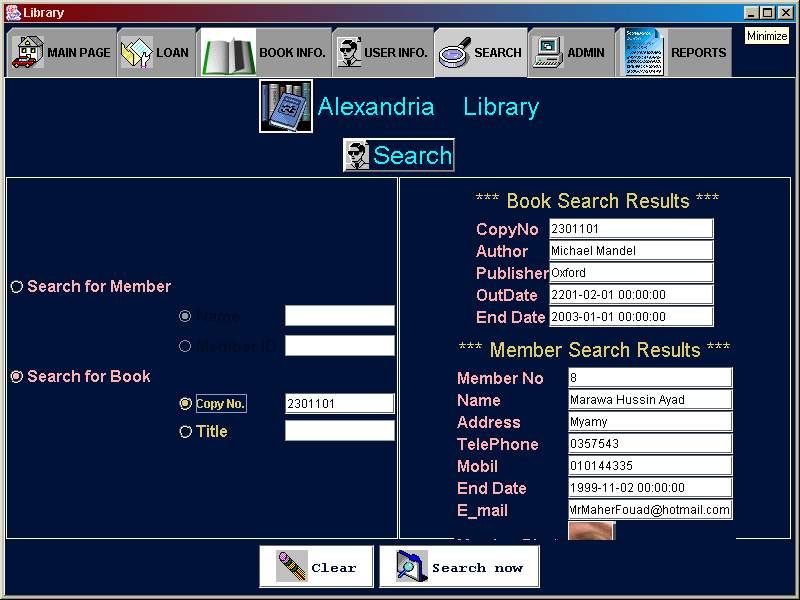 Library
MAIN PAGE LOAN BOOK INFO. USER INFO. SEARCH ADMIN REPORTS
Minimize
Alexandria Library
Search
Search for Member
Name
Member ID
Search for Book
Copy No. 2301101
Title
*** Book Search Results ***
CopyNo 2301101
Author Michael Mandel
Publisher Oxford
OutDate 2201-02-01 00:00:00
End Date 2003-01-01 00:00:00
*** Member Search Results ***
Member No 8
Name Marawa Hussin Ayad
Address Myamy
TelePhone 0357543
Mobil 010144335
End Date 1999-11-02 00:00:00
E_mail MrMaherFouad@hotmail.com
Clear Search now